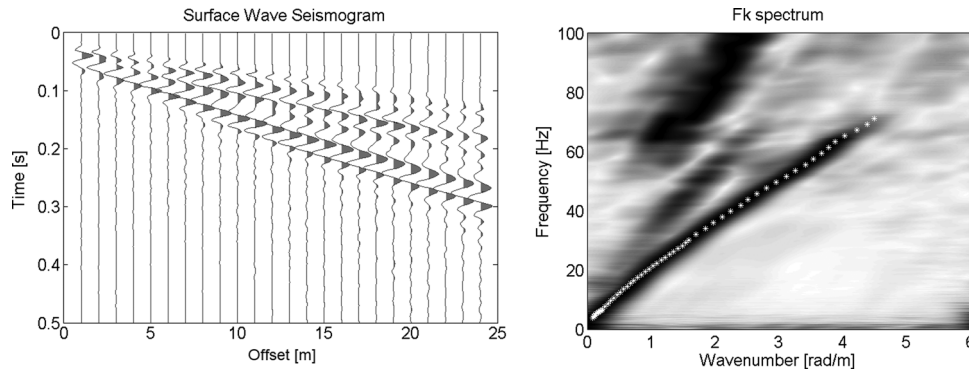 Surface Wave Seismogram
0
0.1
0.2
0.3
0.4
0.5
Time [s]
0 5 10 15 20 25
Offset [m]
Fk spectrum
100
80
60
40
20
0
Frequency [Hz]
0 1 2 3 4 5 6
Wavenumber [rad/m]